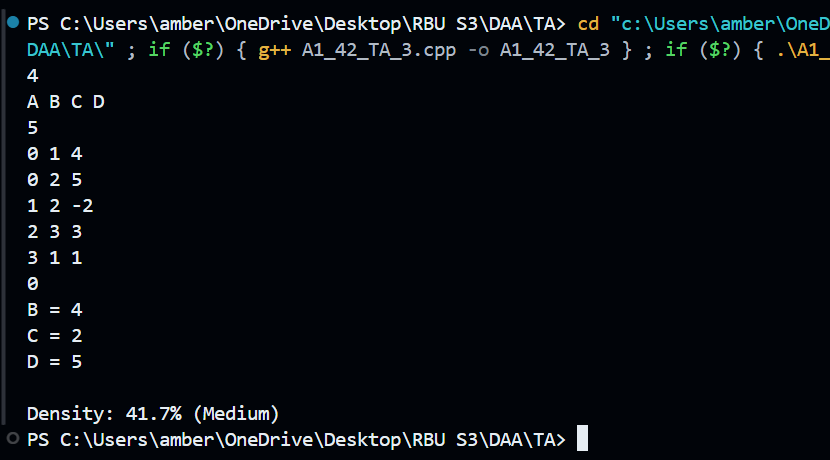 PS C:\Users\amber\OneDrive\Desktop\RBU S3\DAA\TA> cd "c:\Users\amber\OneD
DAA\TA\" ; if ($?) { g++ A1_42_TA_3.cpp -o A1_42_TA_3 } ; if ($?) { .\A1_
4
A B C D
5
0 1 4
0 2 5
1 2 -2
2 3 3
3 1 1
0
B = 4
C = 2
D = 5
Density: 41.7% (Medium)
PS C:\Users\amber\OneDrive\Desktop\RBU S3\DAA\TA>